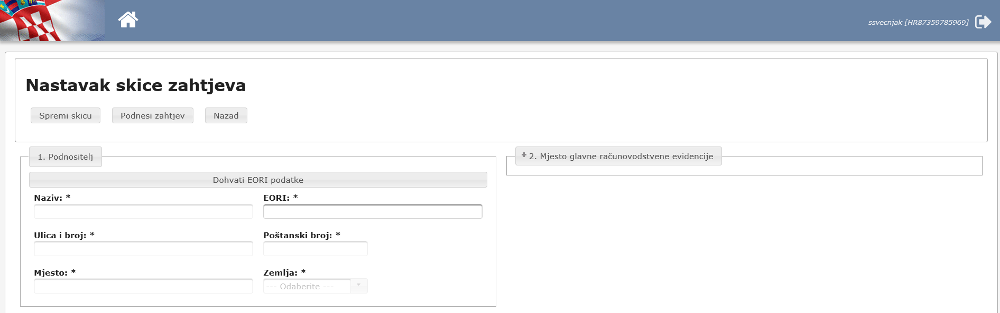 ssvecnjak [HR87359785969]
Nastavak skice zahtjeva
Spremi skicu Podnesi zahtjev Nazad
1. Podnositelj
Dohvati EORI podatke
Naziv: * EORI: *
Ulica i broj: * Poštanski broj: *
Mjesto: * Zemlja: *
--- Odaberite ---
2. Mjesto glavne računovodstvene evidencije